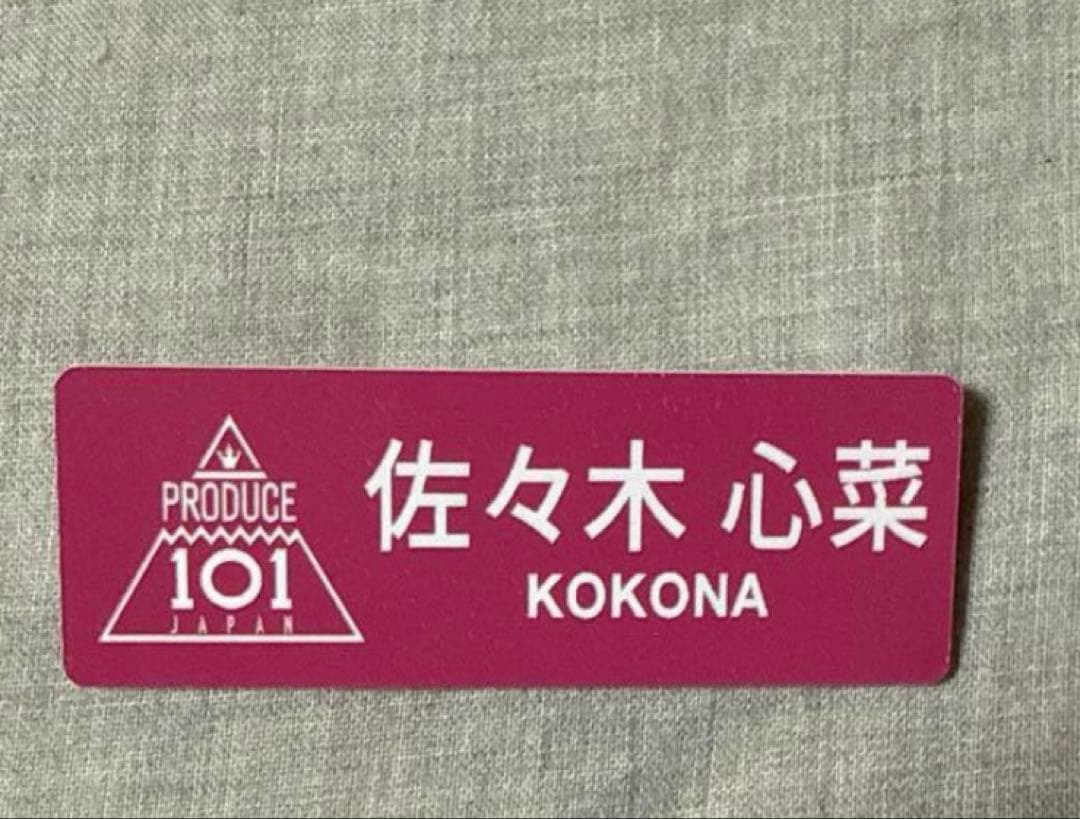 PRODUCE
101
JAPAN
佐々木 心菜
KOKONA